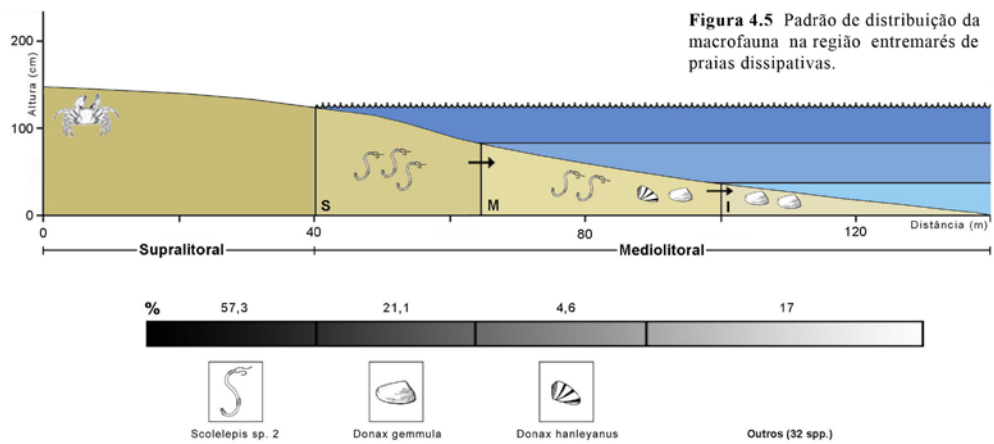 Figura 4.5 Padrão de distribuição da
macrofauna na região entremarés de
praias dissipativas.
Altura (cm)
200
100
0
S
M
I
0
40
80
120
Distância (m)
Supralitoral
Mediolitoral
% 57,3 21,1 4,6 17
Scolelepis sp. 2
Donax gemmula
Donax hanleyanus
Outros (32 spp.)